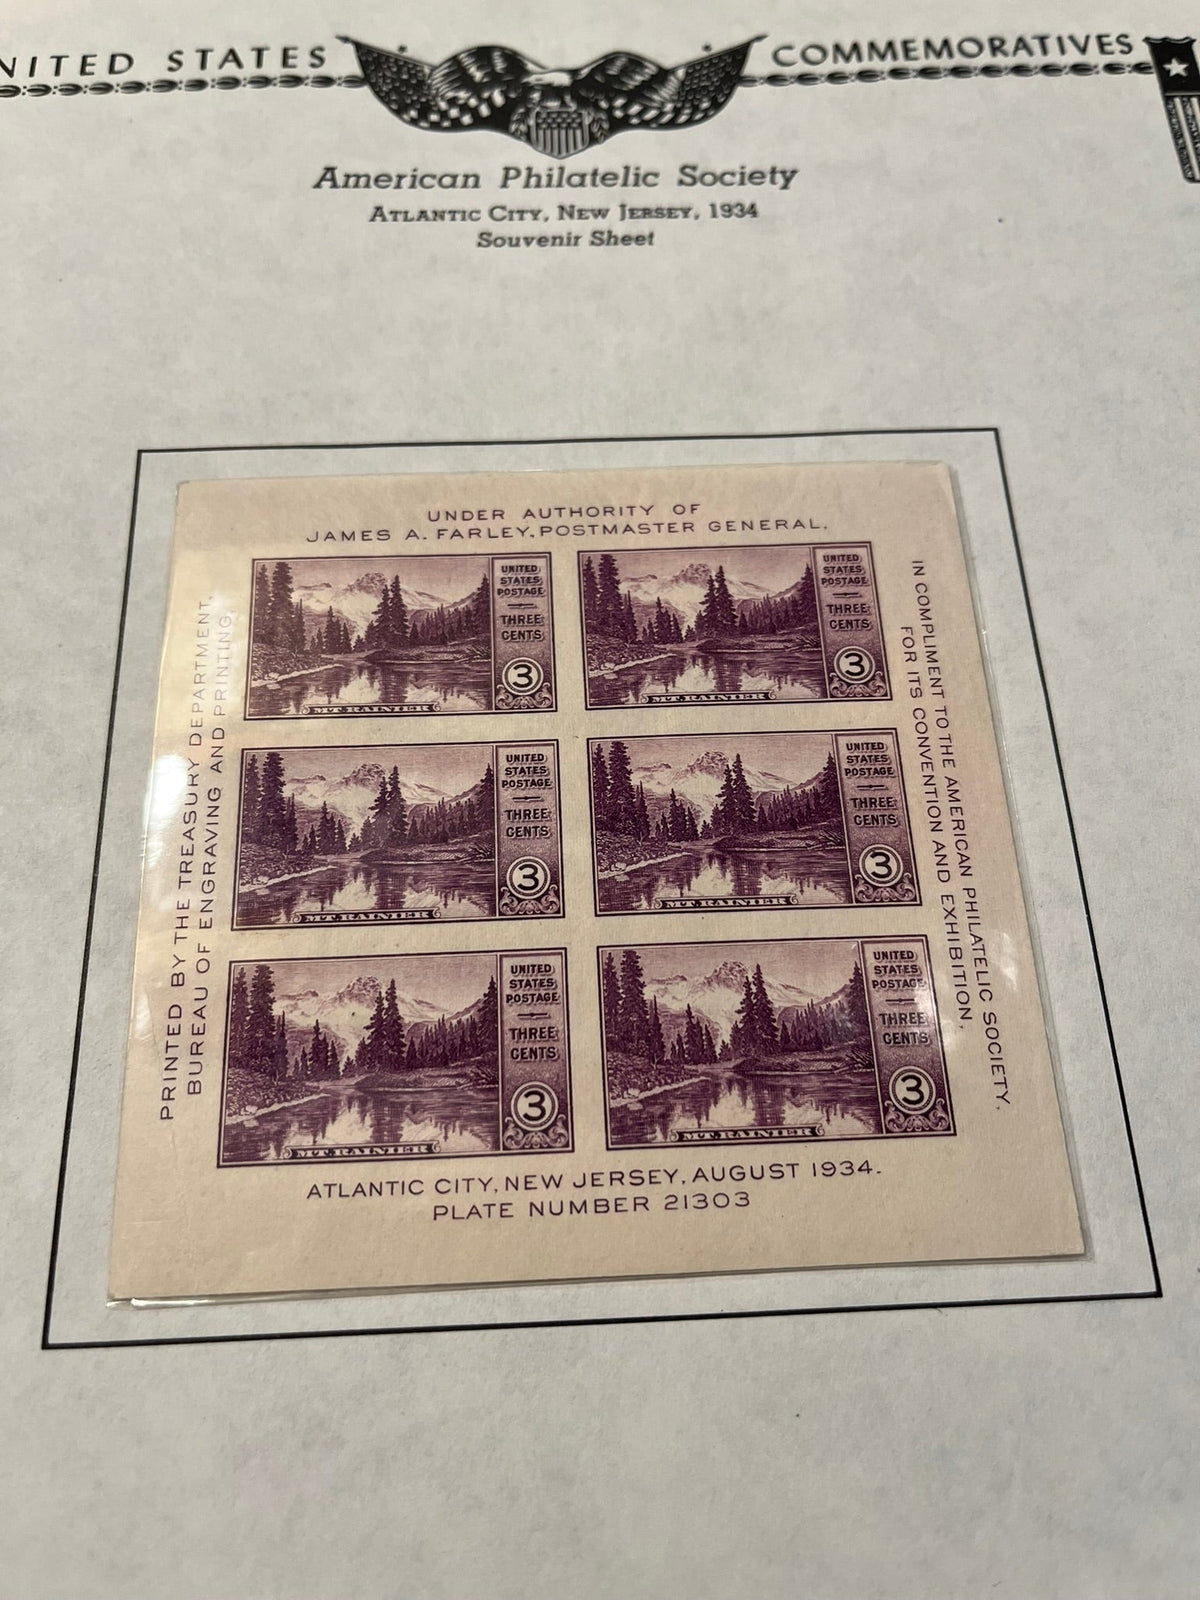 NITED STATES COMMEMORATIVES
American Philatelic Society
ATLANTIC CITY, NEW JERSEY, 1934
Souvenir Sheet
UNDER AUTHORITY OF
JAMES A. FARLEY, POSTMASTER GENERAL.
PRINTED BY THE TREASURY DEPARTMENT,
BUREAU OF ENGRAVING AND PRINTING.
UNITED
STATES
POSTAGE
THREE
CENTS
3
MT. RAINIER
UNITED
STATES
POSTAGE
THREE
CENTS
3
MT. RAINIER
UNITED
STATES
POSTAGE
THREE
CENTS
3
MT. RAINIER
UNITED
STATES
POSTAGE
THREE
CENTS
3
MT. RAINIER
UNITED
STATES
POSTAGE
THREE
CENTS
3
MT. RAINIER
UNITED
STATES
POSTAGE
THREE
CENTS
3
MT. RAINIER
IN COMPLIMENT TO THE AMERICAN PHILATELIC SOCIETY,
FOR ITS CONVENTION AND EXHIBITION,
ATLANTIC CITY, NEW JERSEY, AUGUST 1934.
PLATE NUMBER 21303